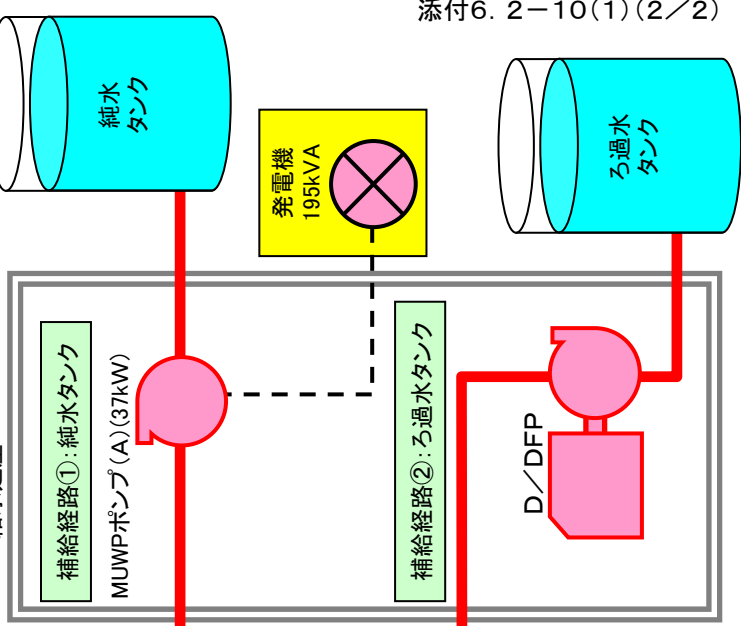 添付6. 2-10(1)(2/2)
純水
タンク
発電機
195kVA
ろ過水
タンク
補給経路①:純水タンク
MUWPポンプ(A)(37kW)
補給経路②:ろ過水タンク
D/DFP